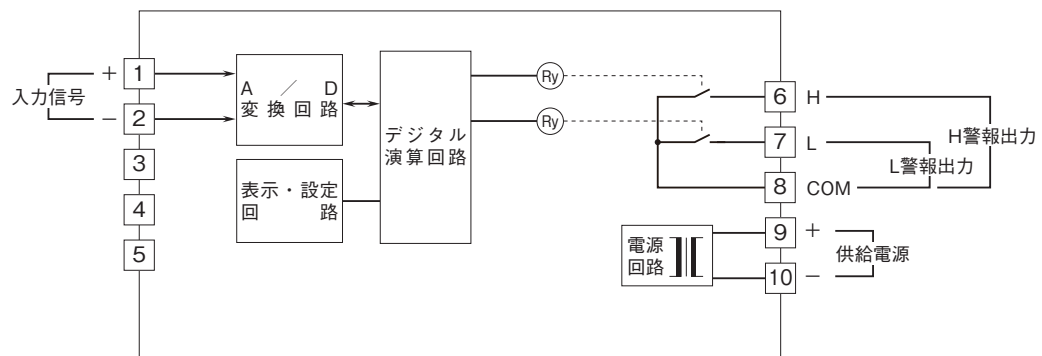 入力信号
+
1
−
2
3
4
5
A ／ D
変換回路
表示・設定
回 路
デジタル
演算回路
Ry
Ry
6 H
7 L
8 COM
H警報出力
L警報出力
電源
回路
9 +
10 −
供給電源